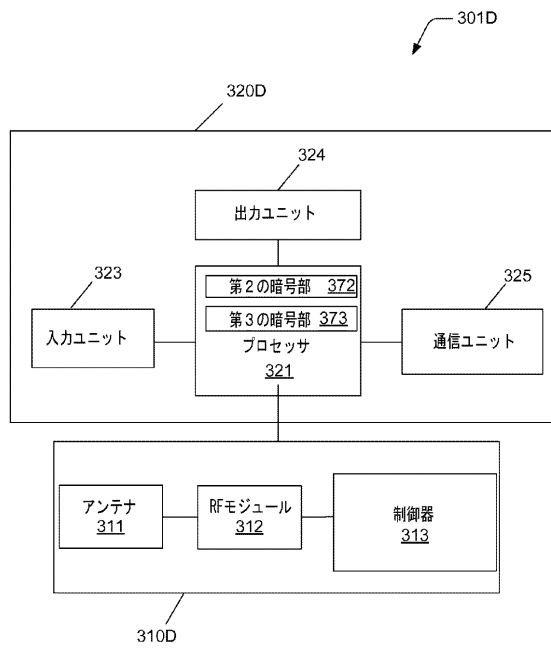 301D
320D
324
出力ユニット
323
入力ユニット
第2の暗号部 372
第3の暗号部 373
プロセッサ
321
325
通信ユニット
アンテナ
311
RFモジュール
312
制御器
313
310D